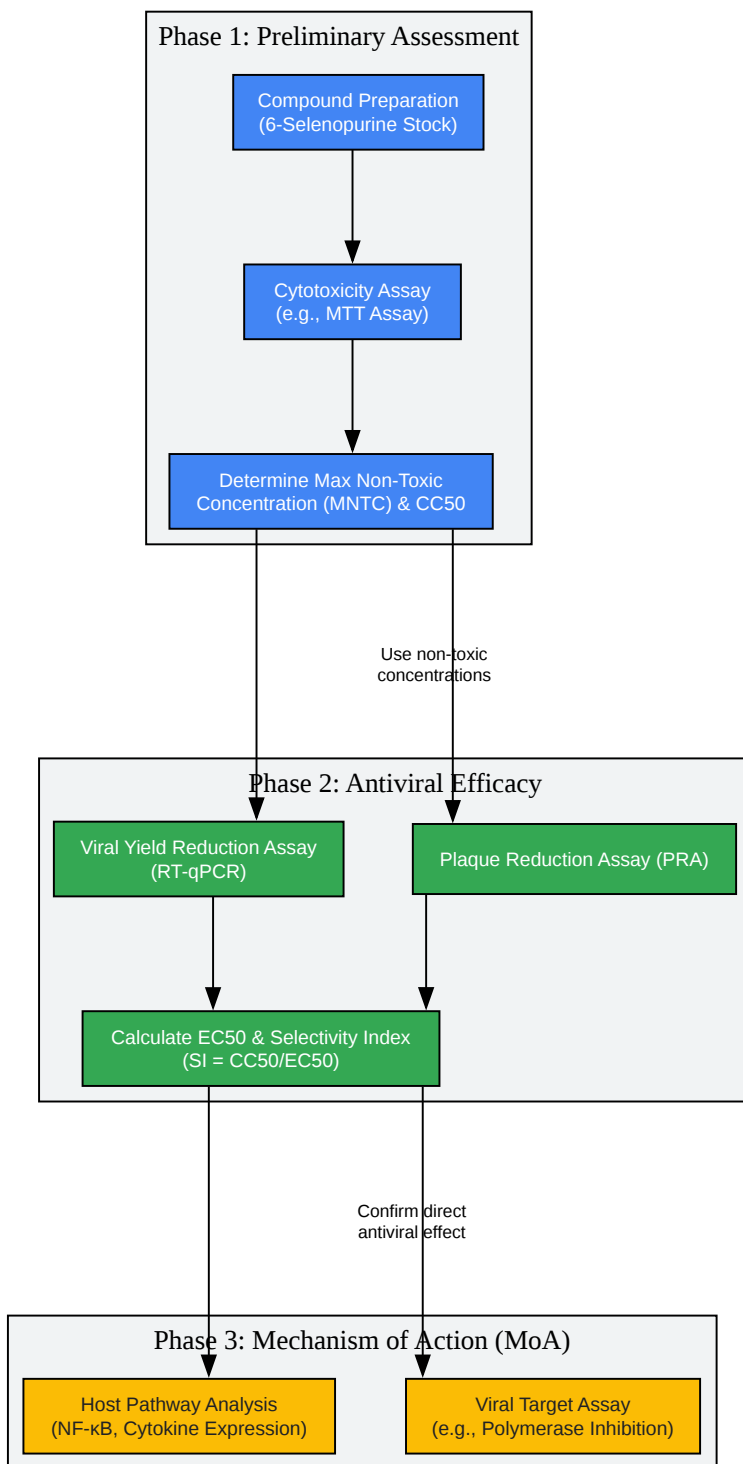 Phase 1: Preliminary Assessment
Compound Preparation
(6-Selenopurine Stock)
Cytotoxicity Assay
(e.g., MTT Assay)
Determine Max Non-Toxic
Concentration (MNTC) & CC50
Use non-toxic
concentrations
Phase 2: Antiviral Efficacy
Viral Yield Reduction Assay
(RT-qPCR)
Plaque Reduction Assay (PRA)
Calculate EC50 & Selectivity Index
(SI = CC50/EC50)
Confirm direct
antiviral effect
Phase 3: Mechanism of Action (MoA)
Host Pathway Analysis
(NF-κB, Cytokine Expression)
Viral Target Assay
(e.g., Polymerase Inhibition)